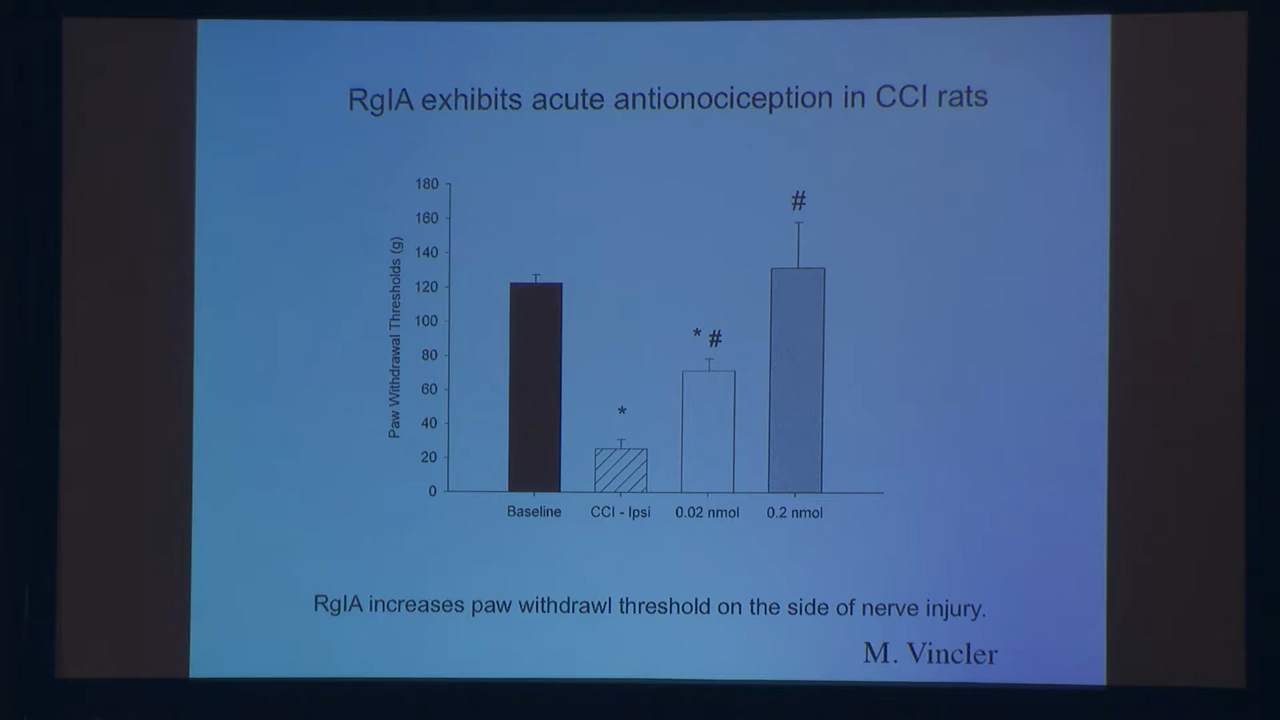 RgIA exhibits acute antionociception in CCI rats
Paw Withdrawal Thresholds (g)
180
160
140
120
100
80
60
40
20
0
*
* #
#
Baseline CCI - Ipsi 0.02 nmol 0.2 nmol
RgIA increases paw withdrawl threshold on the side of nerve injury.
M. Vincler